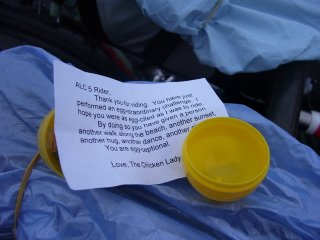 ALC 6 Rider,
Thank you for riding. You have just
performed an egg-straordinary challenge. I
hope you were as egg-cited as I was to ride.
By doing so you have given a person
another walk along the beach, another sunset,
another hug, another dance, another
You are egg-ceptional.
Love, The Chicken Lady